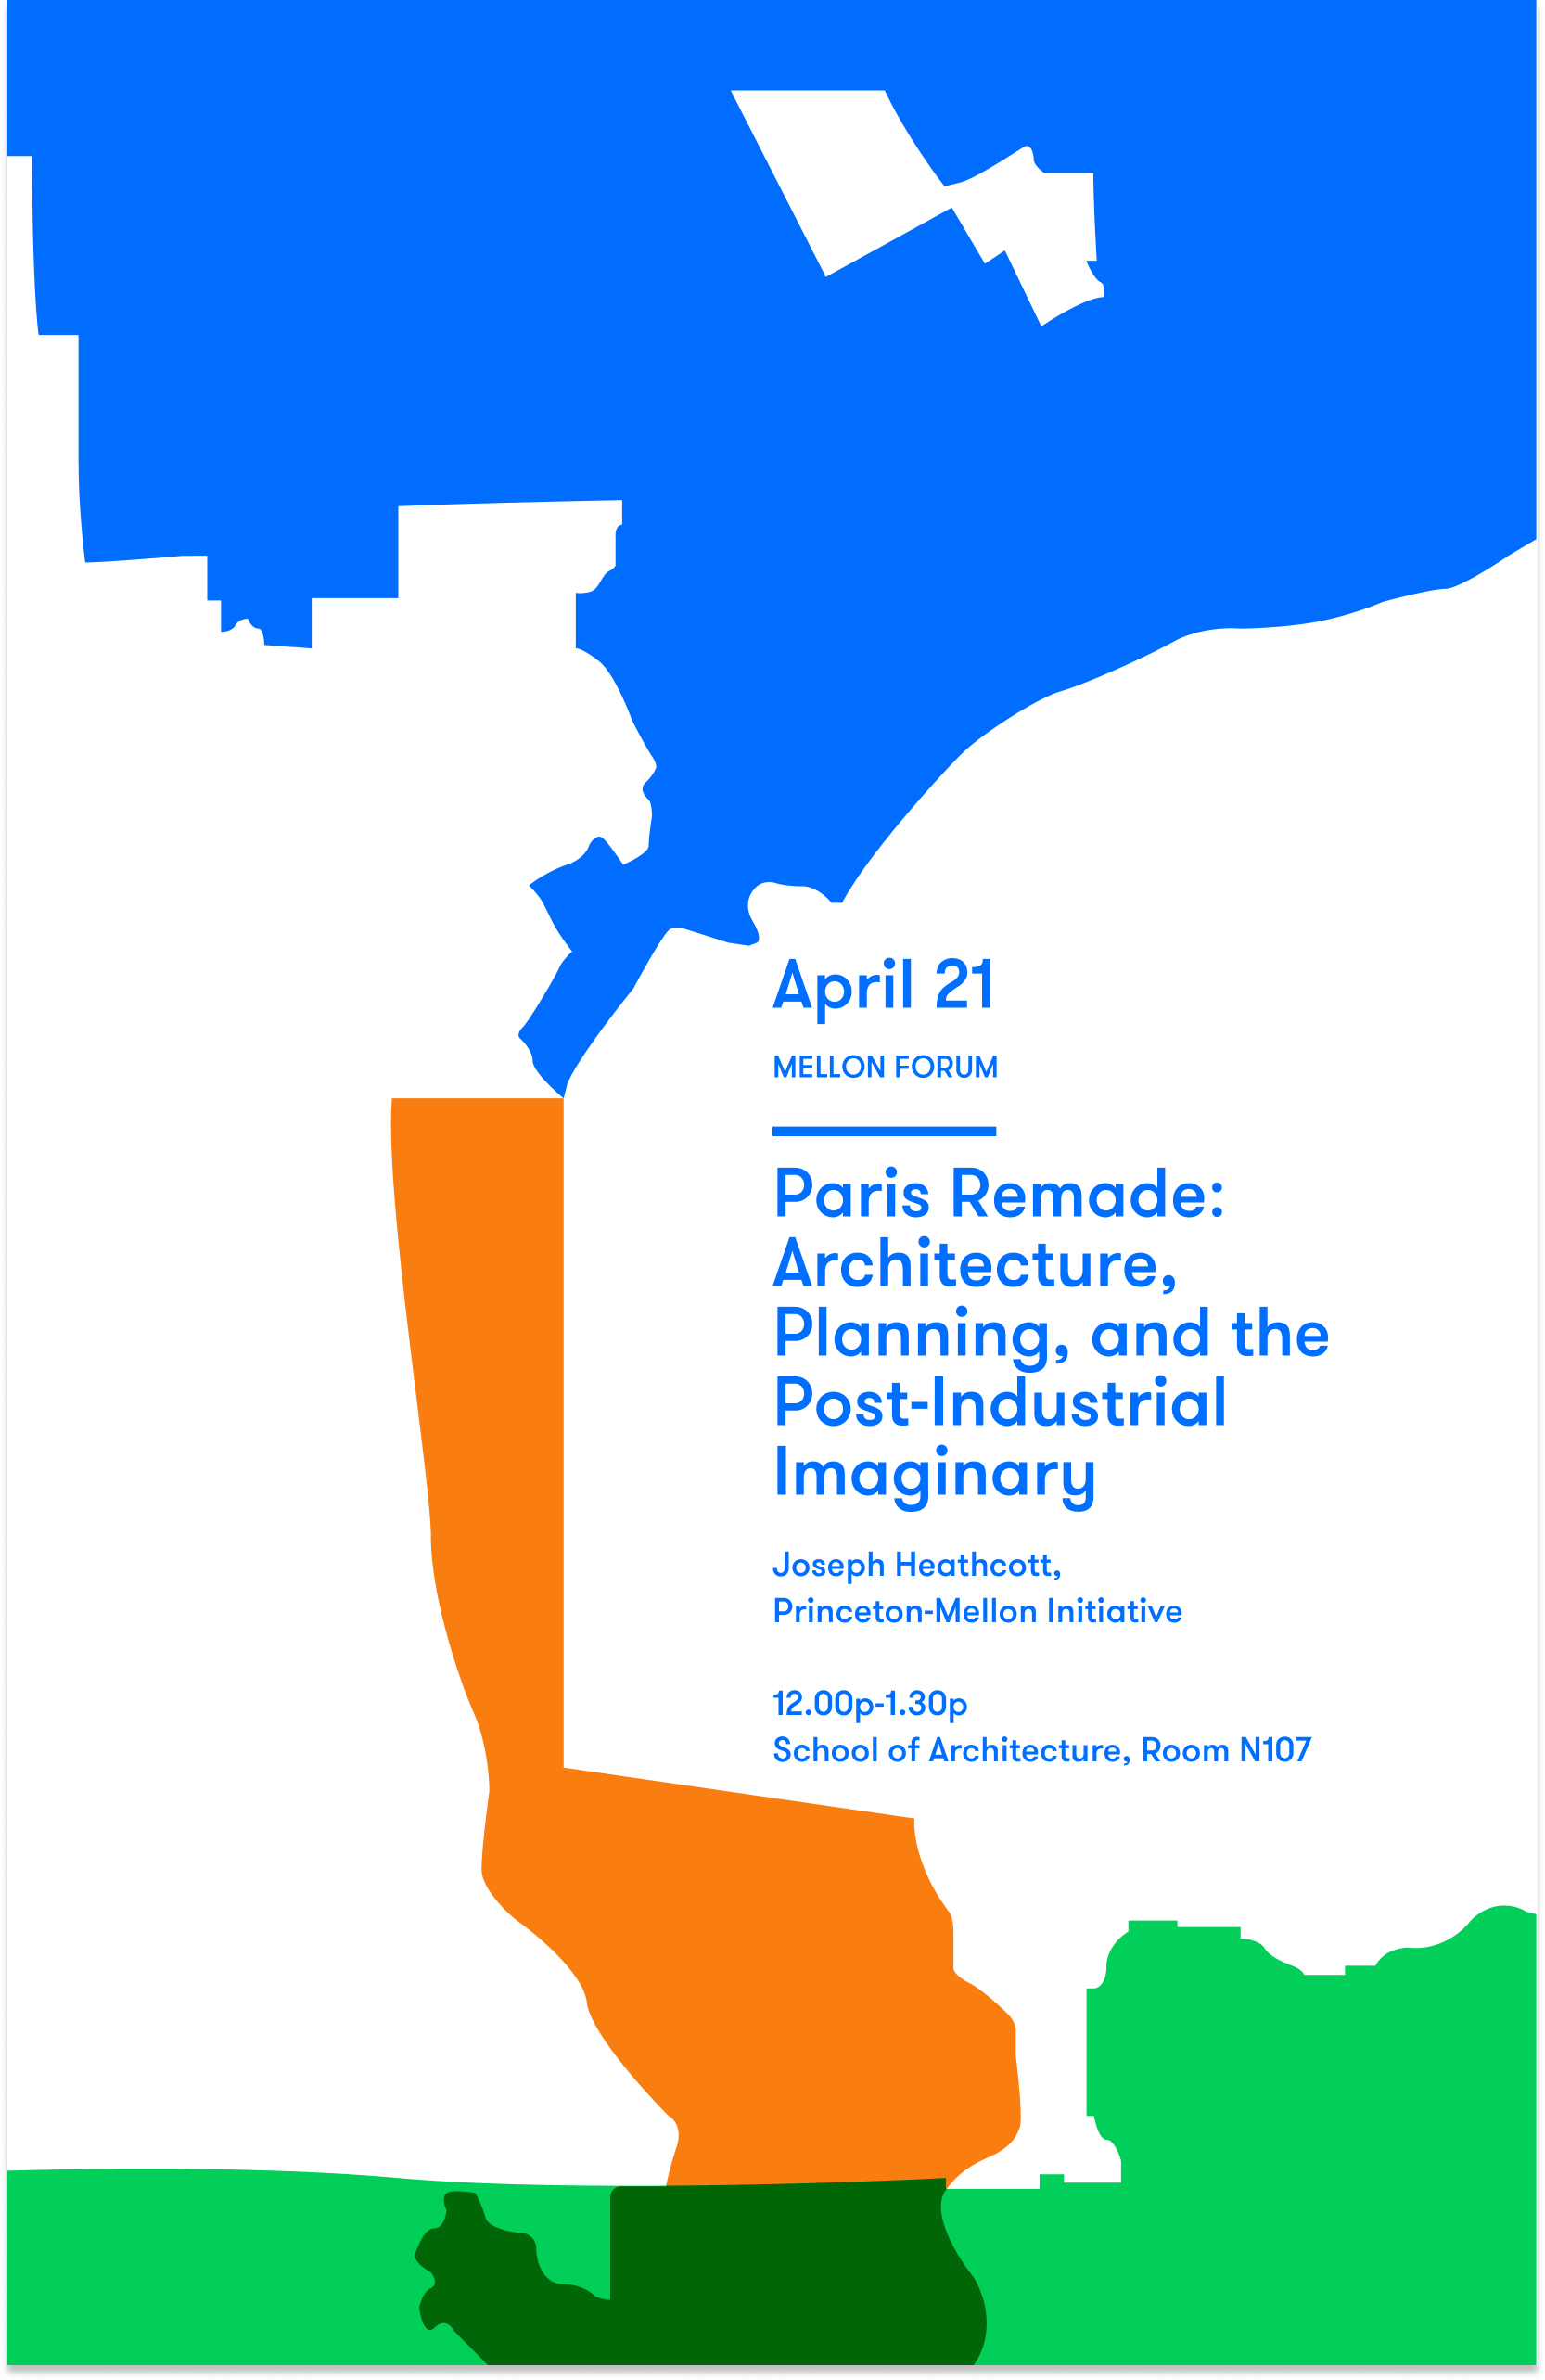 April 21
MELLON FORUM
Paris Remade:
Architecture,
Planning, and the
Post-Industrial
Imaginary
Joseph Heathcott,
Princeton-Mellon Initiative
12.00p-1.30p
School of Architecture, Room N107